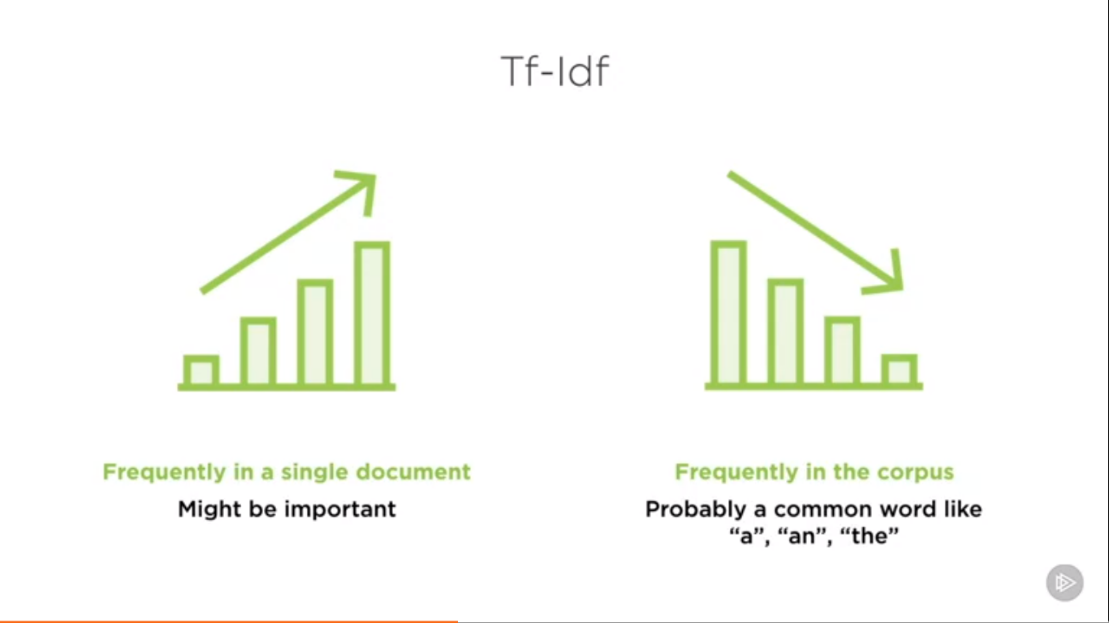 Tf-Idf
Frequently in a single document
Might be important
Frequently in the corpus
Probably a common word like
“a”, “an”, “the”